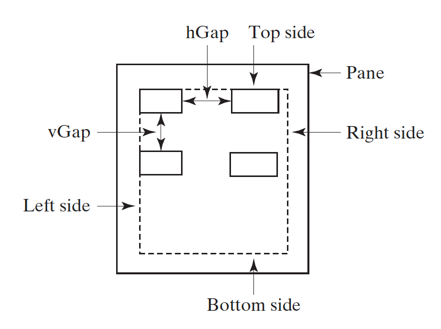 hGap Top side
Pane
vGap
Right side
Left side
Bottom side